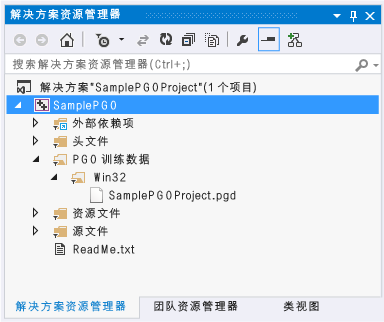 解决方案资源管理器
搜索解决方案资源管理器(Ctrl+;)
解决方案"SamplePGOProject"(1 个项目)
SamplePGO
外部依赖项
头文件
PGO 训练数据
Win32
SamplePGOProject.pgd
资源文件
源文件
ReadMe.txt
解决方案资源管理器 团队资源管理器 类视图